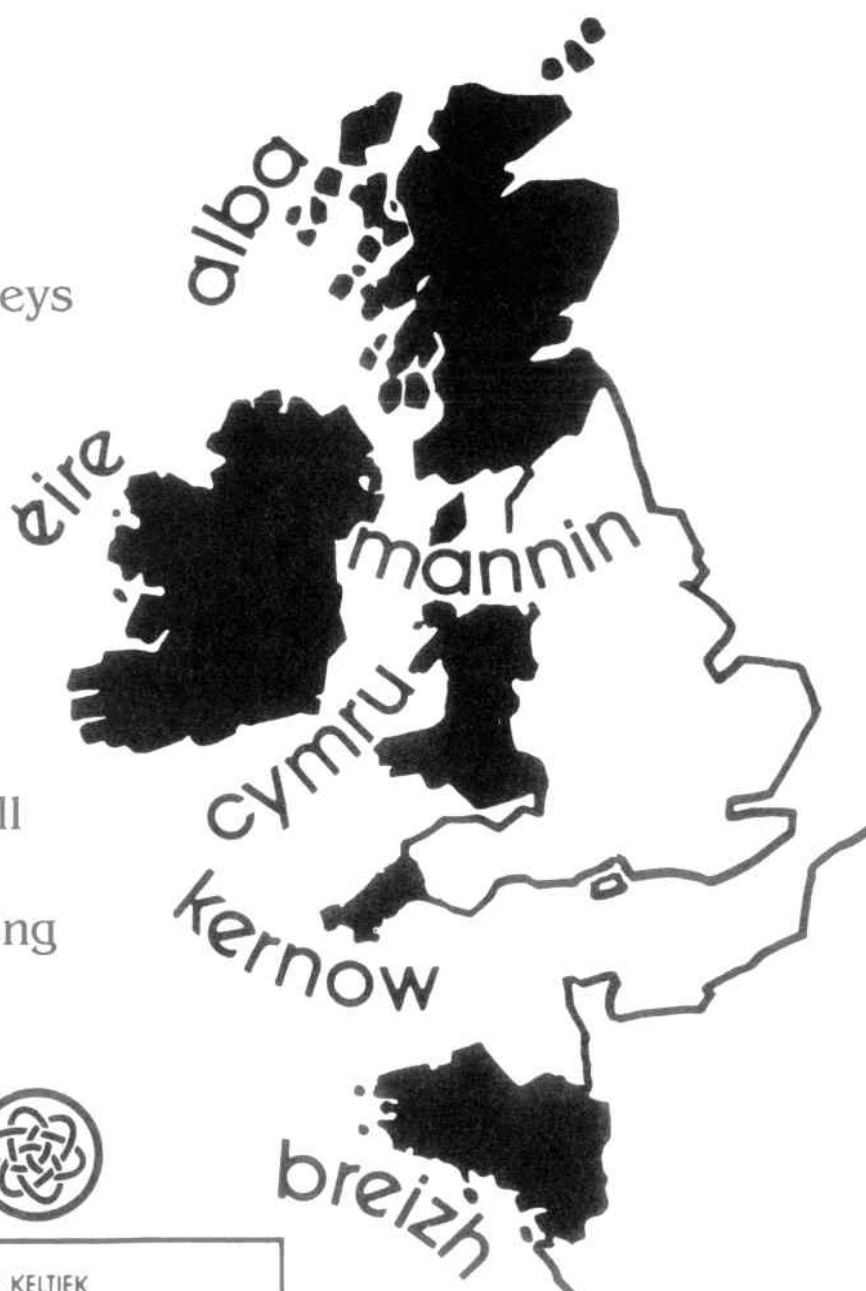 alba
eys
éire
mannin
cymru
ll
kernow
ng
breizh
KELTIEK